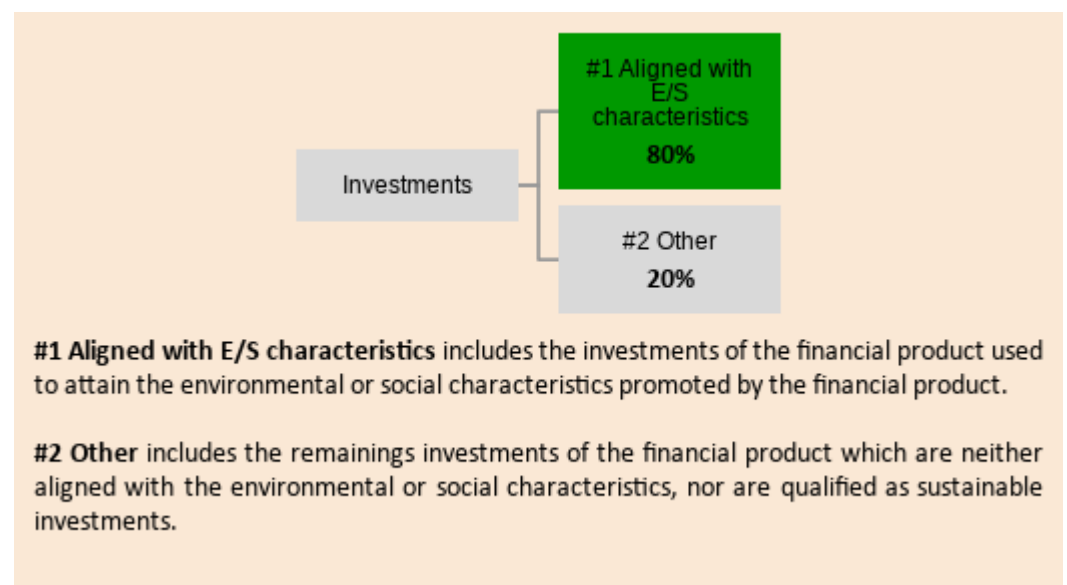 #1 Aligned with
E/S
characteristics
80%
Investments
#2 Other
20%
#1 Aligned with E/S characteristics includes the investments of the financial product used
to attain the environmental or social characteristics promoted by the financial product.
#2 Other includes the remainings investments of the financial product which are neither
aligned with the environmental or social characteristics, nor are qualified as sustainable
investments.